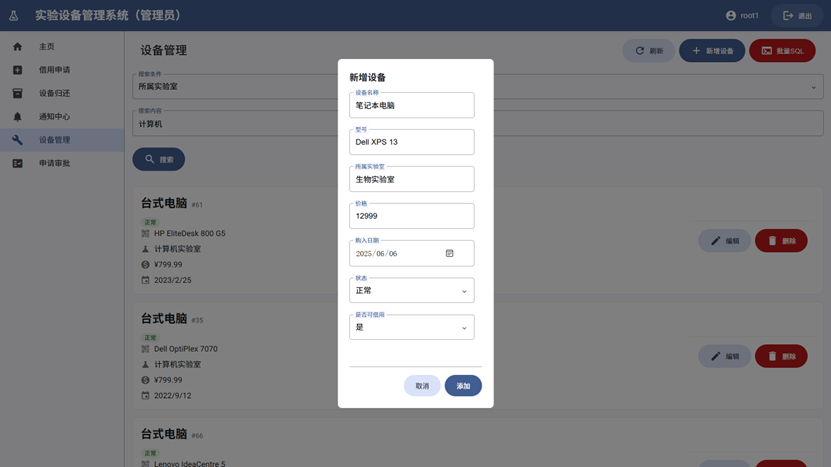 实验设备管理系统（管理员）
root1
退出
主页
借用申请
设备归还
通知中心
设备管理
申请审批
设备管理
刷新
新增设备
批量SQL
搜索条件
所属实验室
搜索内容
计算机
搜索
台式电脑 #61
正常
HP EliteDesk 800 G5
计算机实验室
¥799.99
2023/2/25
编辑
删除
台式电脑 #35
正常
Dell OptiPlex 7070
计算机实验室
¥799.99
2022/9/12
编辑
删除
台式电脑 #66
正常
Lenovo IdeaCentre 5
新增设备
设备名称
笔记本电脑
型号
Dell XPS 13
所属实验室
生物实验室
价格
12999
购入日期
2025/06/06
状态
正常
是否可借用
是
取消
添加